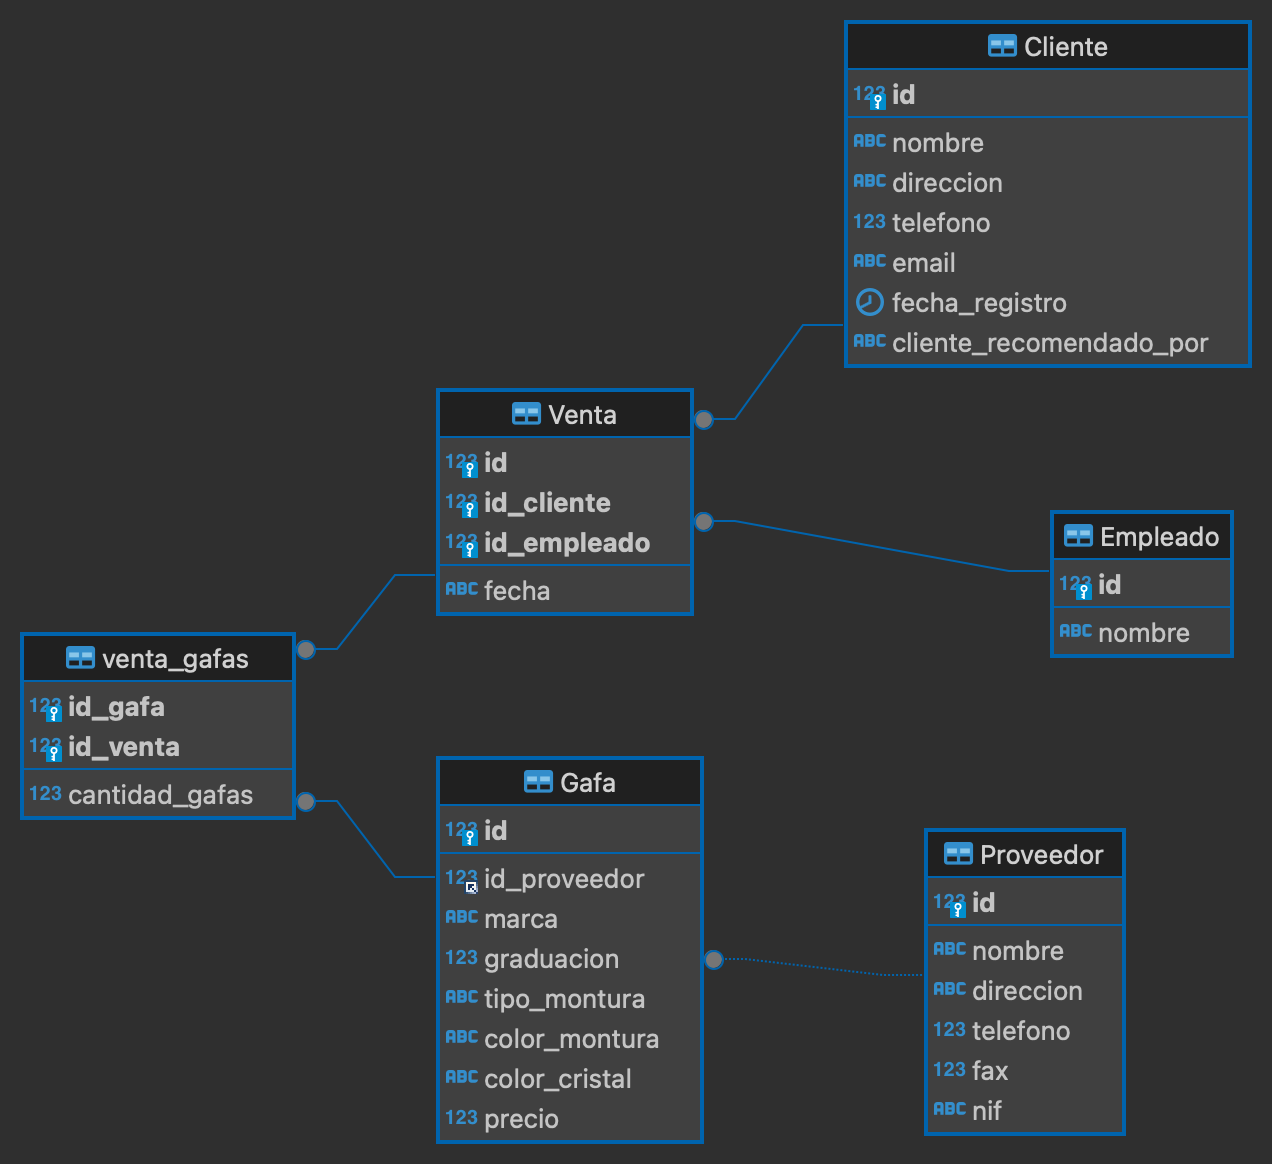 Cliente
123 id
ABC nombre
ABC direccion
123 telefono
ABC email
fecha_registro
ABC cliente_recomendado_por
Venta
123 id
123 id_cliente
123 id_empleado
ABC fecha
Empleado
123 id
ABC nombre
venta_gafas
123 id_gafa
123 id_venta
123 cantidad_gafas
Gafa
123 id
123 id_proveedor
ABC marca
123 graduacion
ABC tipo_montura
ABC color_montura
ABC color_cristal
123 precio
Proveedor
123 id
ABC nombre
ABC direccion
123 telefono
123 fax
ABC nif